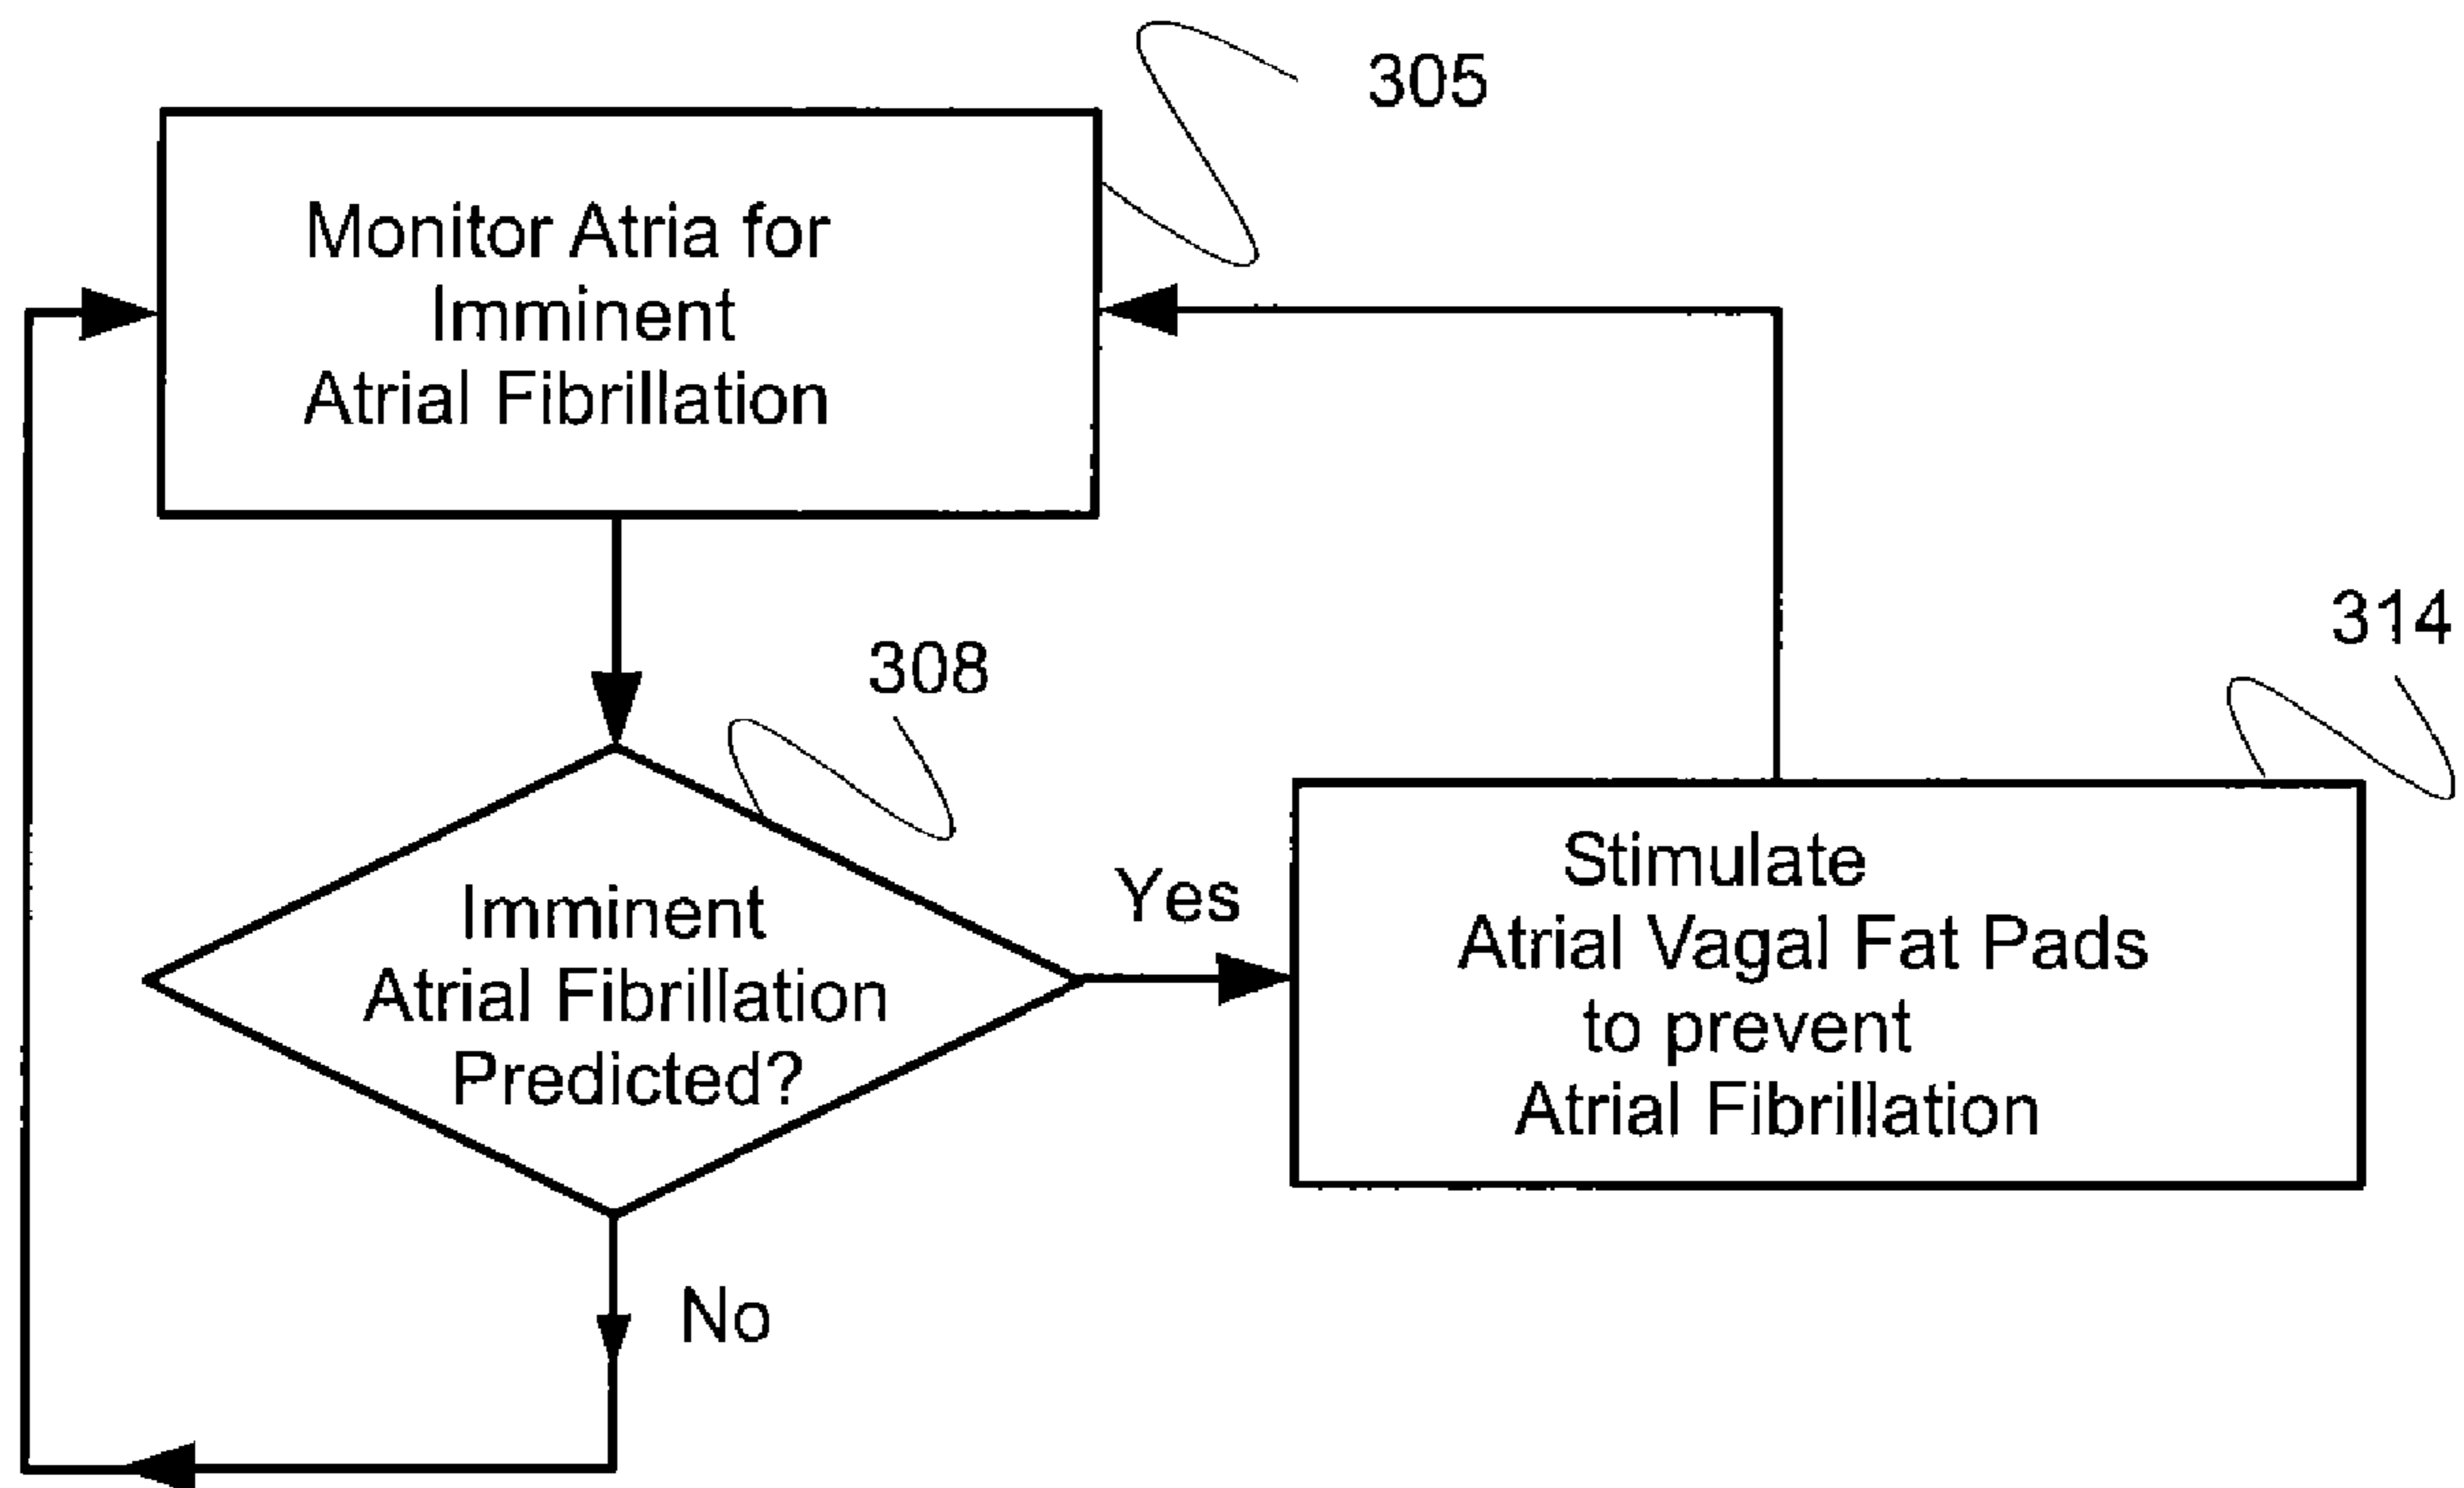 305
Monitor Atria for
Imminent
Atrial Fibrillation
308
314
Imminent
Atrial Fibrillation
Predicted?
Yes
Stimulate
Atrial Vagal Fat Pads
to prevent
Atrial Fibrillation
No